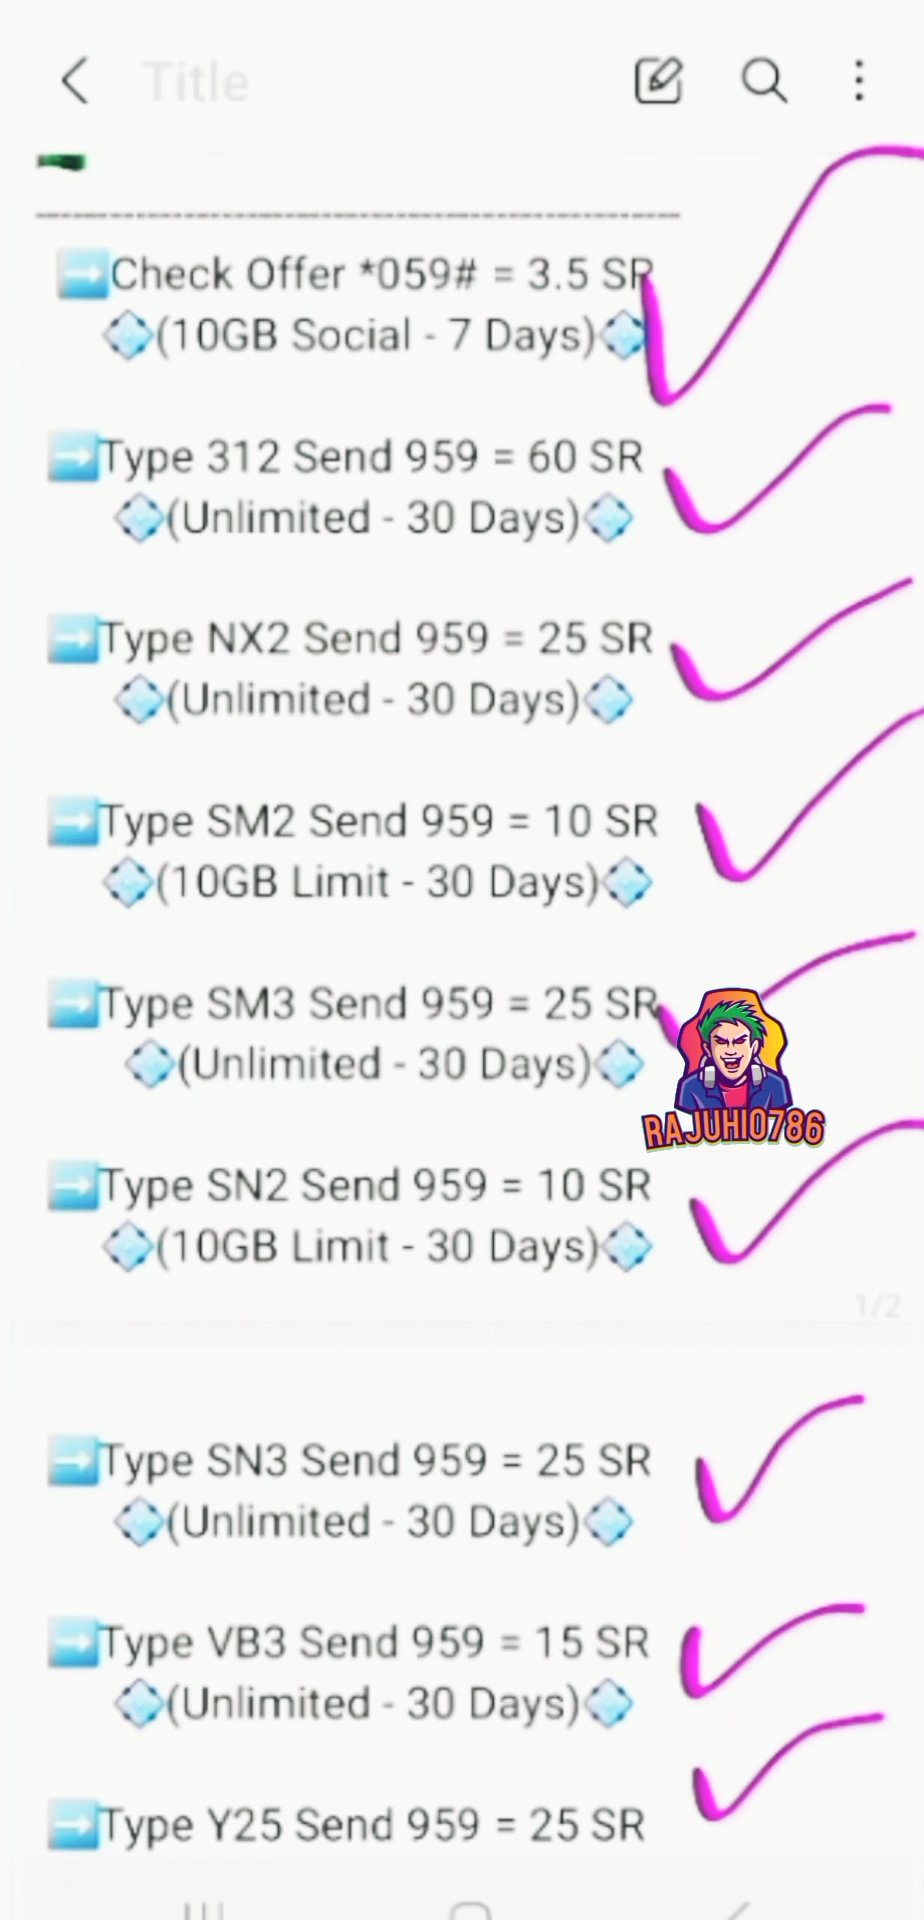 Title
➡️Check Offer *059# = 3.5 SR
💠(10GB Social - 7 Days)💠
➡️Type 312 Send 959 = 60 SR
💠(Unlimited - 30 Days)💠
➡️Type NX2 Send 959 = 25 SR
💠(Unlimited - 30 Days)💠
➡️Type SM2 Send 959 = 10 SR
💠(10GB Limit - 30 Days)💠
➡️Type SM3 Send 959 = 25 SR
💠(Unlimited - 30 Days)💠
RAJUHI0786
➡️Type SN2 Send 959 = 10 SR
💠(10GB Limit - 30 Days)💠
1/2
➡️Type SN3 Send 959 = 25 SR
💠(Unlimited - 30 Days)💠
➡️Type VB3 Send 959 = 15 SR
💠(Unlimited - 30 Days)💠
➡️Type Y25 Send 959 = 25 SR